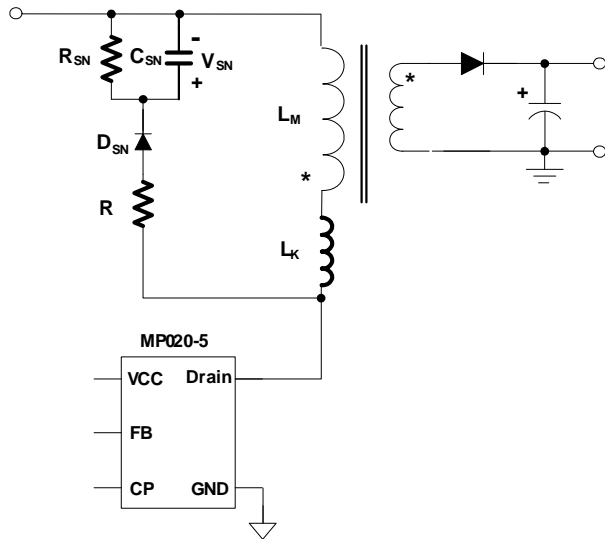 R_SN
C_SN
-
V_SN
+
D_SN
R
L_M
*
L_K
*
+
MP020-5
VCC
Drain
FB
CP
GND